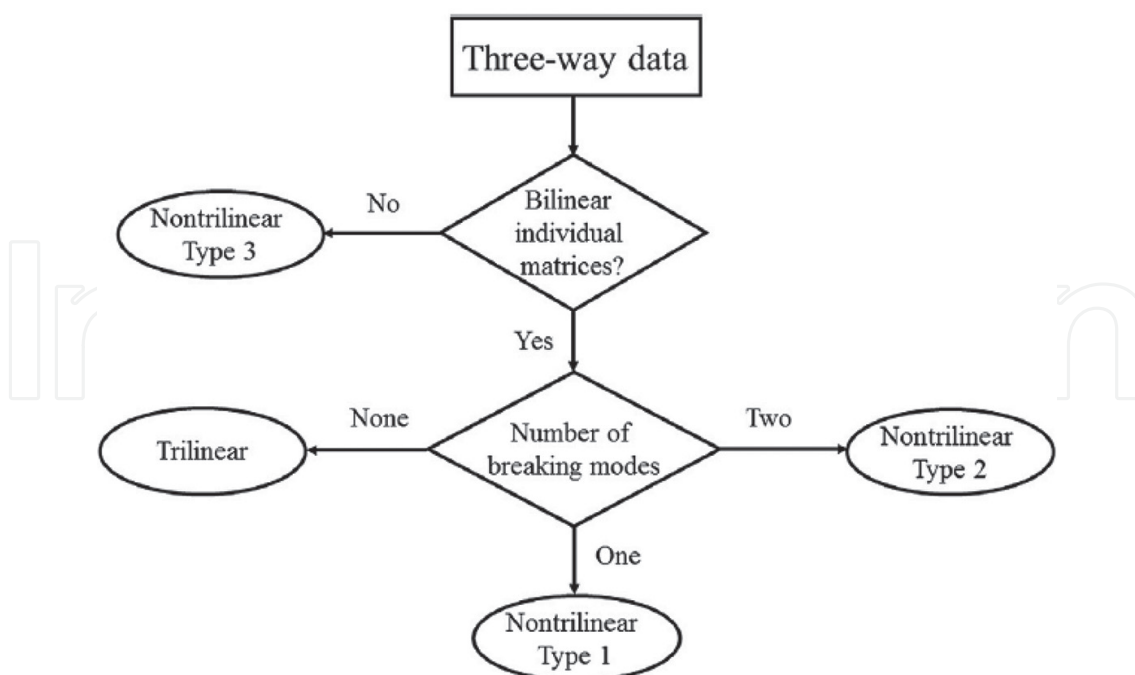 Three-way data
Bilinear
individual
matrices?
No
Nontrilinear
Type 3
Yes
Number of
breaking modes
None
Trilinear
Two
Nontrilinear
Type 2
One
Nontrilinear
Type 1